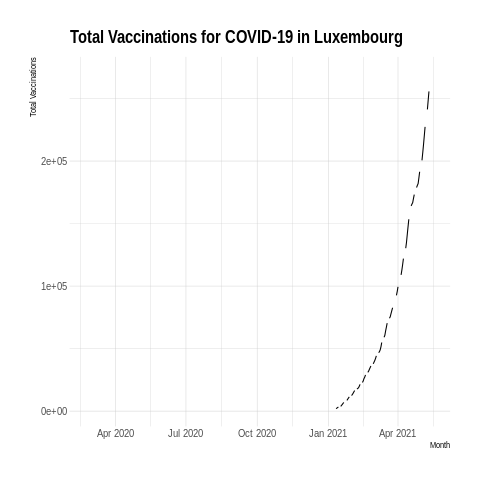 Total Vaccinations for COVID-19 in Luxembourg
Total Vaccinations
2e+05
1e+05
0e+00
Apr 2020
Jul 2020
Oct 2020
Jan 2021
Apr 2021
Month